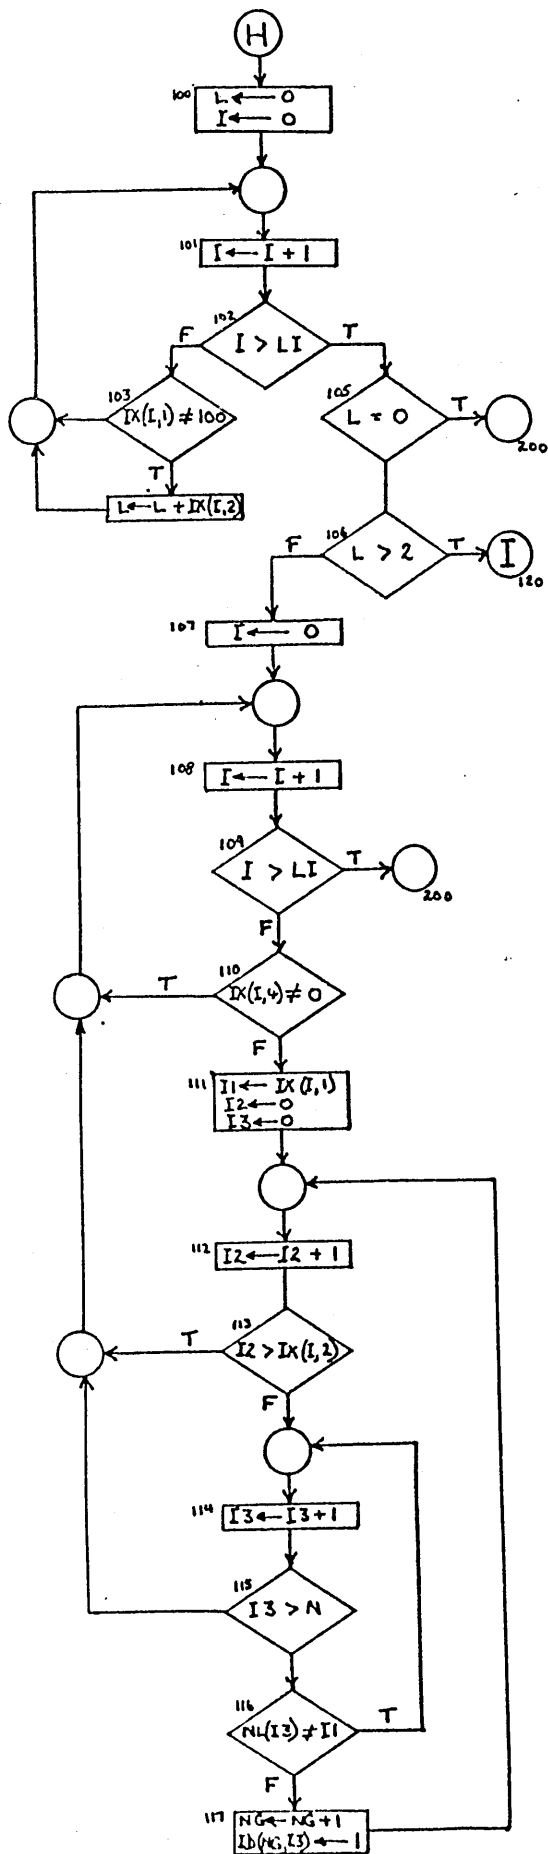 H
100
L ← 0
I ← 0
101
I ← I + 1
102
I > LI
F
T
103
IX(I,1) ≠ 100
T
L ← L + IX(I,2)
105
L = 0
T
200
106
L > 2
F
T
I
120
107
I ← 0
108
I ← I + 1
109
I > LI
T
200
F
110
IX(I,4) ≠ 0
T
F
111
I1 ← IX(I,1)
I2 ← 0
I3 ← 0
112
I2 ← I2 + 1
113
I2 > IX(I,2)
T
F
114
I3 ← I3 + 1
115
I3 > N
116
NL(I3) ≠ I1
T
F
117
NG ← NG + 1
ID(NG,I3) ← 1